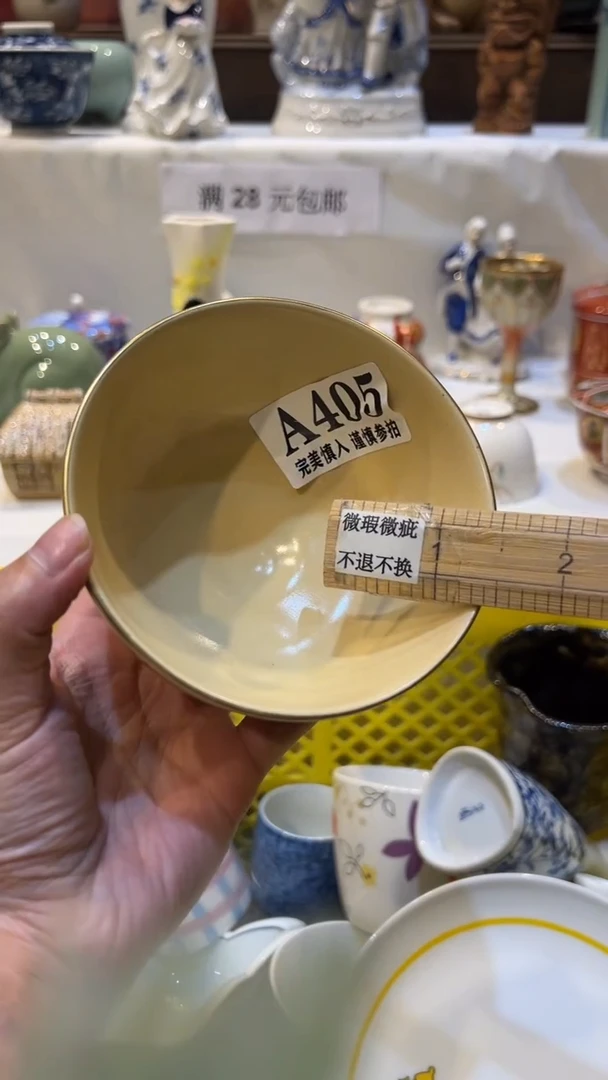 满 28 元包邮
A405
完美慎入 谨慎参拍
微瑕微疵
不退不换
1
2